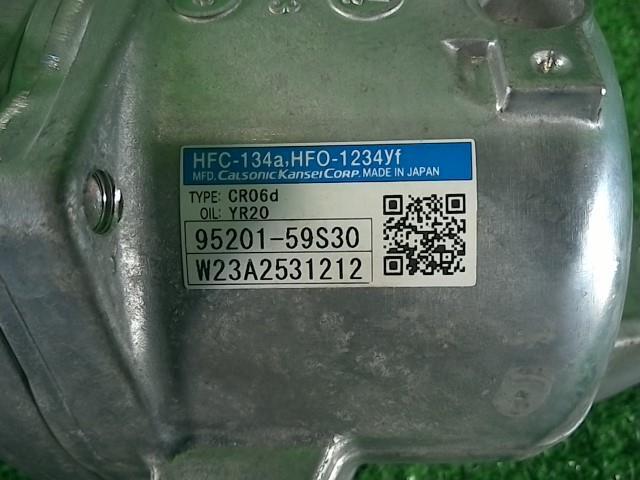 HFC-134a,HFO-1234yf
MFD. CALSONIC KANSEI CORP. MADE IN JAPAN
TYPE: CR06d
OIL: YR20
95201-59S30
W23A2531212